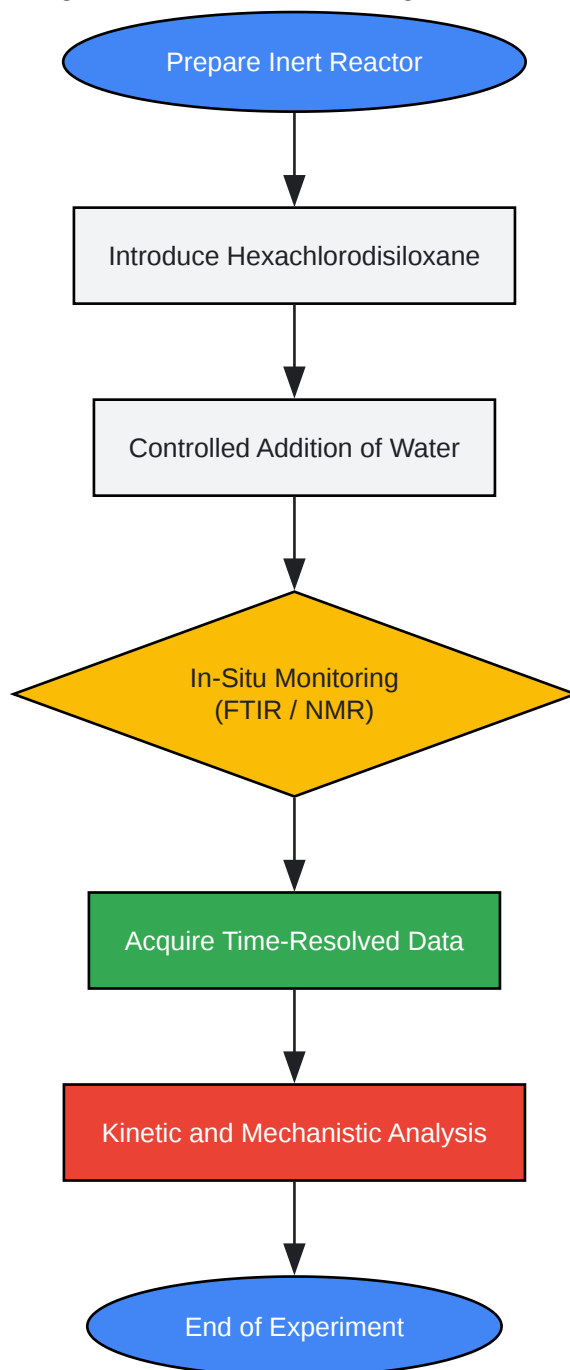 Prepare Inert Reactor
Introduce Hexachlorodisiloxane
Controlled Addition of Water
In-Situ Monitoring
(FTIR / NMR)
Acquire Time-Resolved Data
Kinetic and Mechanistic Analysis
End of Experiment